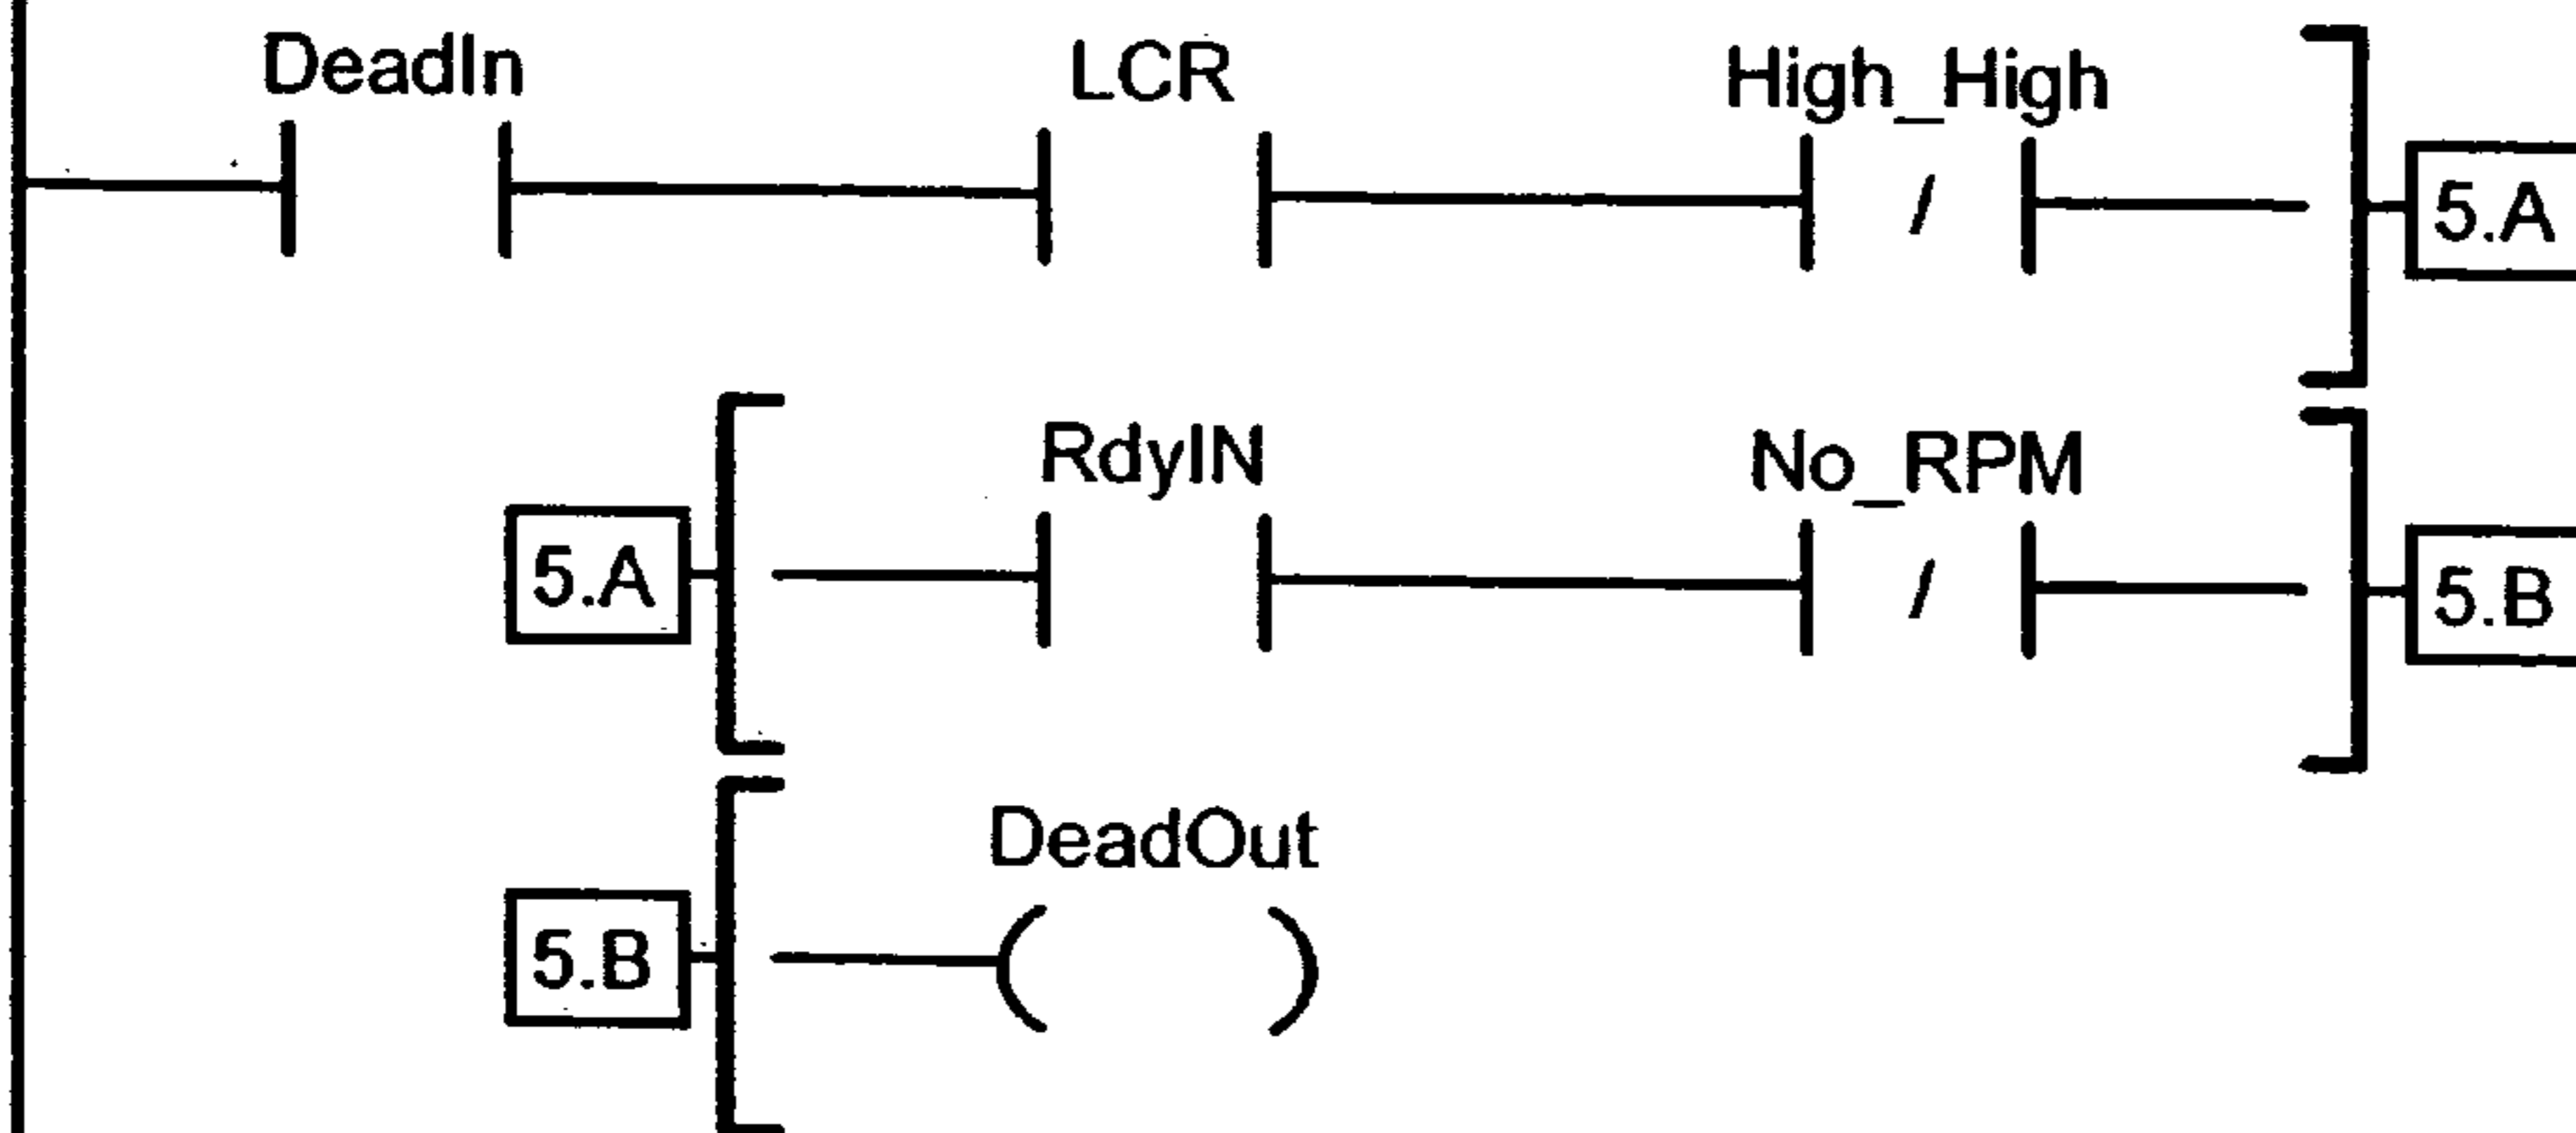 DeadIn LCR High_High
5.A
5.A RdyIN No_RPM
5.B
5.B DeadOut